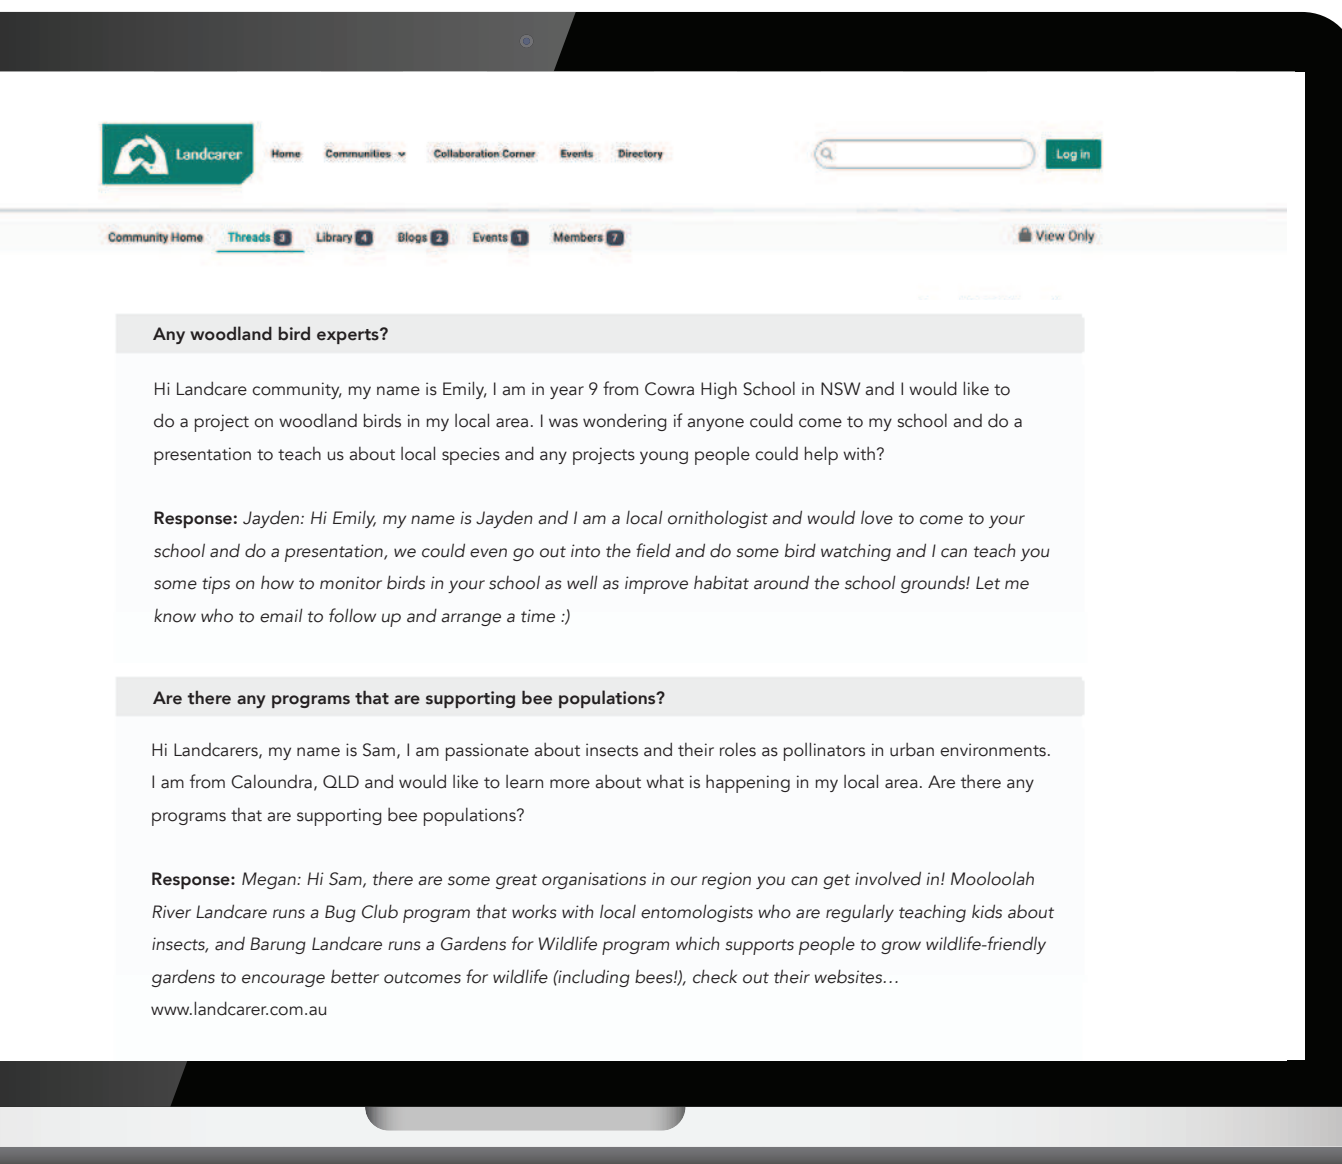 Landcarer Home Communities Collaboration Corner Events Directory Log in
Community Home Threads 3 Library 4 Blogs 2 Events 1 Members 7 View Only
Any woodland bird experts?
Hi Landcare community, my name is Emily, I am in year 9 from Cowra High School in NSW and I would like to
do a project on woodland birds in my local area. I was wondering if anyone could come to my school and do a
presentation to teach us about local species and any projects young people could help with?
Response: Jayden: Hi Emily, my name is Jayden and I am a local ornithologist and would love to come to your
school and do a presentation, we could even go out into the field and do some bird watching and I can teach you
some tips on how to monitor birds in your school as well as improve habitat around the school grounds! Let me
know who to email to follow up and arrange a time :)
Are there any programs that are supporting bee populations?
Hi Landcarers, my name is Sam, I am passionate about insects and their roles as pollinators in urban environments.
I am from Caloundra, QLD and would like to learn more about what is happening in my local area. Are there any
programs that are supporting bee populations?
Response: Megan: Hi Sam, there are some great organisations in our region you can get involved in! Mooloolah
River Landcare runs a Bug Club program that works with local entomologists who are regularly teaching kids about
insects, and Barung Landcare runs a Gardens for Wildlife program which supports people to grow wildlife-friendly
gardens to encourage better outcomes for wildlife (including bees!), check out their websites…
www.landcarer.com.au